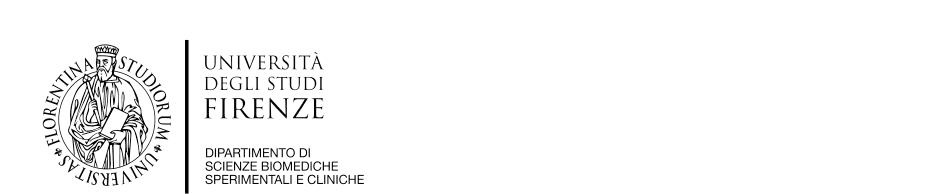 FLORENTINA STUDIORUM UNIVERSITAS
UNIVERSITÀ
DEGLI STUDI
FIRENZE
DIPARTIMENTO DI
SCIENZE BIOMEDICHE
SPERIMENTALI E CLINICHE